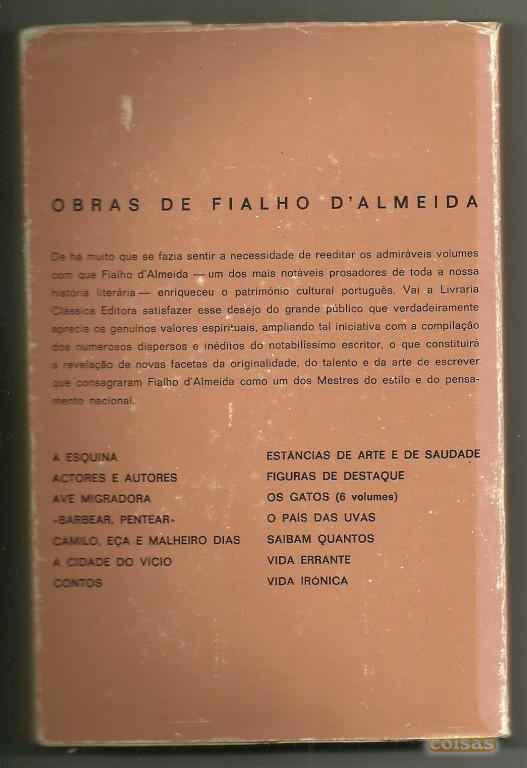 OBRAS DE FIALHO D'ALMEIDA
De há muito que se fazia sentir a necessidade de reeditar os admiráveis volumes
com que Fialho d'Almeida — um dos mais notáveis prosadores de toda a nossa
história literária — enriqueceu o património cultural português. Vai a Livraria
Clássica Editora satisfazer esse desejo do grande público que verdadeiramente
aprecia os genuínos valores espirituais, ampliando tal iniciativa com a compilação
dos numerosos dispersos e inéditos do notabilíssimo escritor, o que constituirá
a revelação de novas facetas da originalidade, do talento e da arte de escrever
que consagraram Fialho d'Almeida como um dos Mestres do estilo e do pensa-
mento nacional.
À ESQUINA
ACTORES E AUTORES
AVE MIGRADORA
«BARBEAR, PENTEAR»
CAMILO, EÇA E MALHEIRO DIAS
A CIDADE DO VÍCIO
CONTOS
ESTÂNCIAS DE ARTE E DE SAUDADE
FIGURAS DE DESTAQUE
OS GATOS (6 volumes)
O PAÍS DAS UVAS
SAIBAM QUANTOS
VIDA ERRANTE
VIDA IRÓNICA
coisas